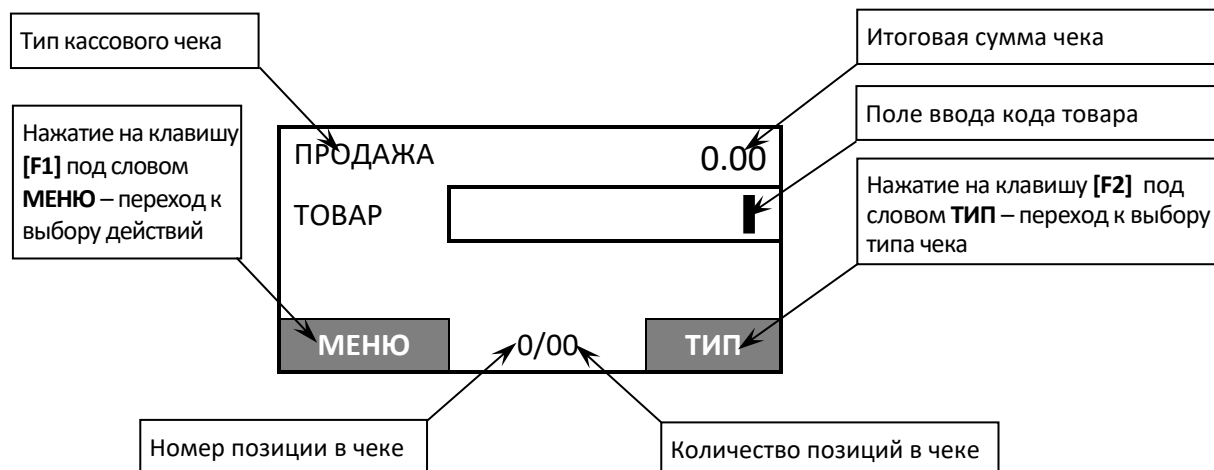 Тип кассового чека
Итоговая сумма чека
Нажатие на клавишу
[F1] под словом
МЕНЮ – переход к
выбору действий
Поле ввода кода товара
ПРОДАЖА 0.00
ТОВАР
Нажатие на клавишу [F2] под
словом ТИП – переход к выбору
типа чека
МЕНЮ 0/00 ТИП
Номер позиции в чеке
Количество позиций в чеке